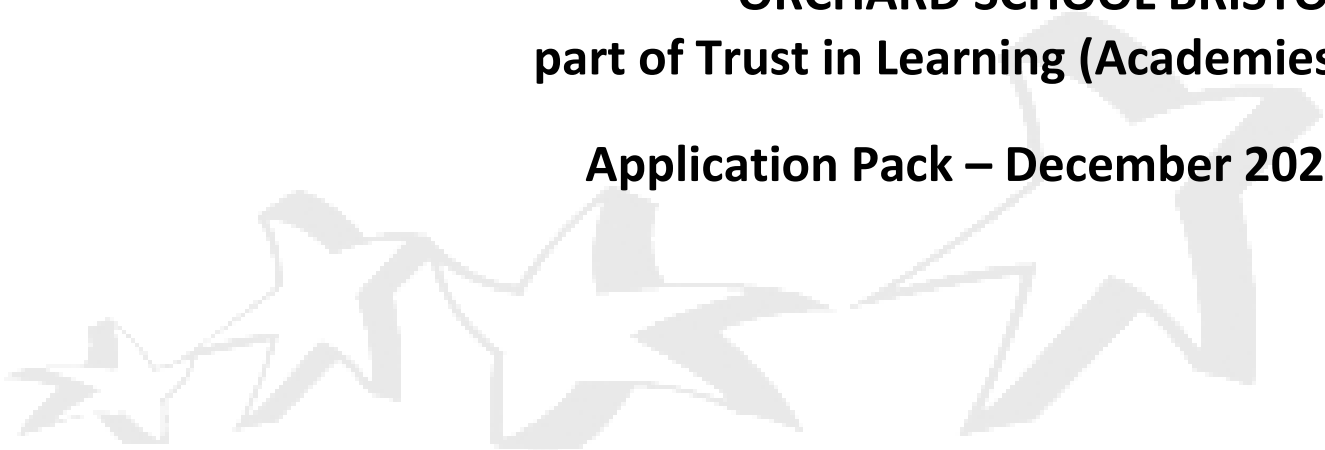 ORCHARD SCHOOL BRISTO
part of Trust in Learning (Academies
Application Pack – December 202